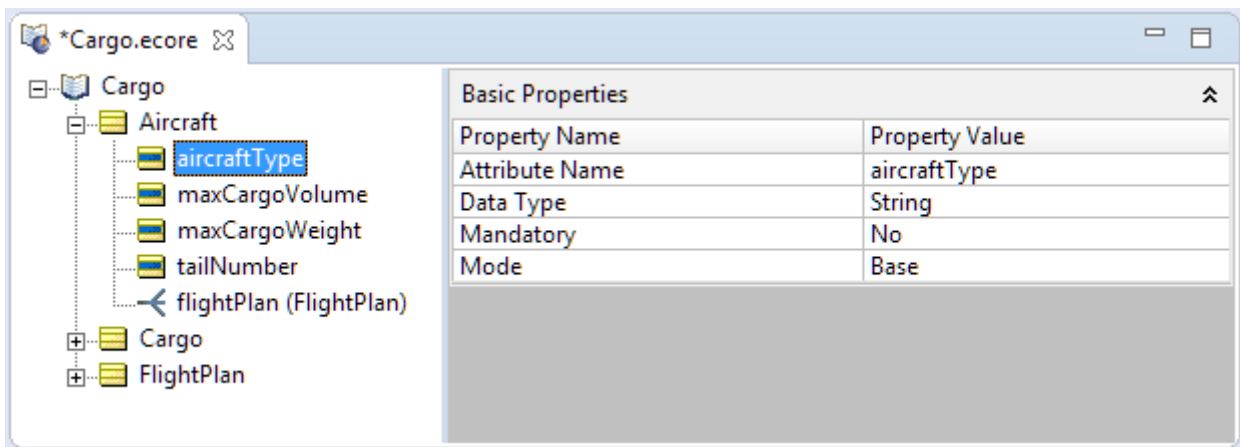 *Cargo.ecore
Cargo
Aircraft
aircraftType
maxCargoVolume
maxCargoWeight
tailNumber
flightPlan (FlightPlan)
Cargo
FlightPlan
Basic Properties
Property Name Property Value
Attribute Name aircraftType
Data Type String
Mandatory No
Mode Base